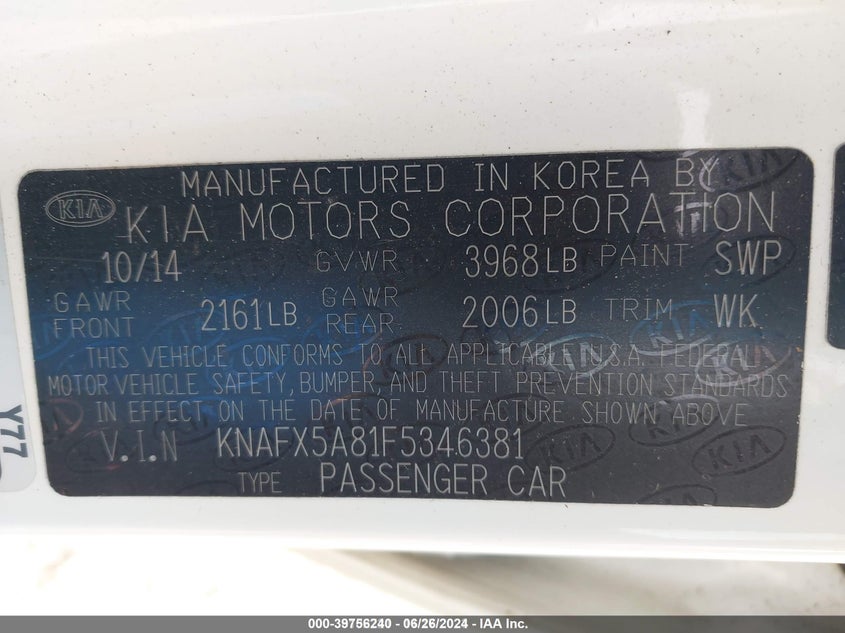 MANUFACTURED IN KOREA BY
KIA KIA MOTORS CORPORATION
10/14 GVWR 3968LB PAINT SWP
GAWR FRONT 2161LB GAWR REAR 2006LB TRIM WK
THIS VEHICLE CONFORMS TO ALL APPLICABLE U.S.A. FEDERAL
MOTOR VEHICLE SAFETY, BUMPER, AND THEFT PREVENTION STANDARDS
IN EFFECT ON THE DATE OF MANUFACTURE SHOWN ABOVE.
V.I.N KNAFX5A81F5346381
TYPE PASSENGER CAR
Y77
000-39756240 - 06/26/2024 - IAA Inc.